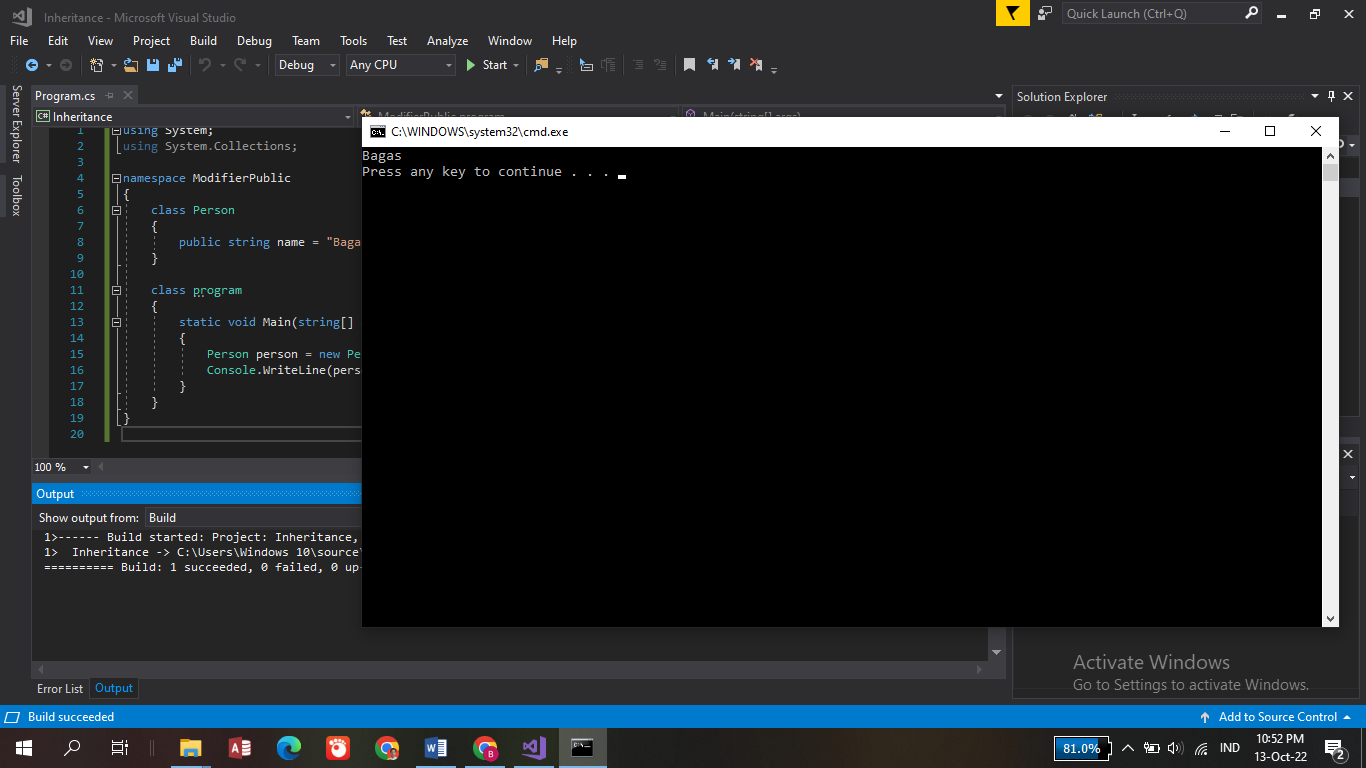 Inheritance - Microsoft Visual Studio
Quick Launch (Ctrl+Q)
File Edit View Project Build Debug Team Tools Test Analyze Window Help
Debug Any CPU Start
Server Explorer
Toolbox
Program.cs
Solution Explorer
C# Inheritance
ModifierPublic.program
Main(string[] args)
C:\WINDOWS\system32\cmd.exe
Bagas
Press any key to continue . . .
1 using System;
2 using System.Collections;
3
4 namespace ModifierPublic
5 {
6 class Person
7 {
8 public string name = "Baga
9 }
10
11 class program
12 {
13 static void Main(string[]
14 {
15 Person person = new Pe
16 Console.WriteLine(pers
17 }
18 }
19 }
20
100 %
Output
Show output from: Build
1>------ Build started: Project: Inheritance,
1>  Inheritance -> C:\Users\Windows 10\source\
========== Build: 1 succeeded, 0 failed, 0 up-
Activate Windows
Go to Settings to activate Windows.
Error List Output
Build succeeded
Add to Source Control
81.0%
IND
10:52 PM
13-Oct-22
2